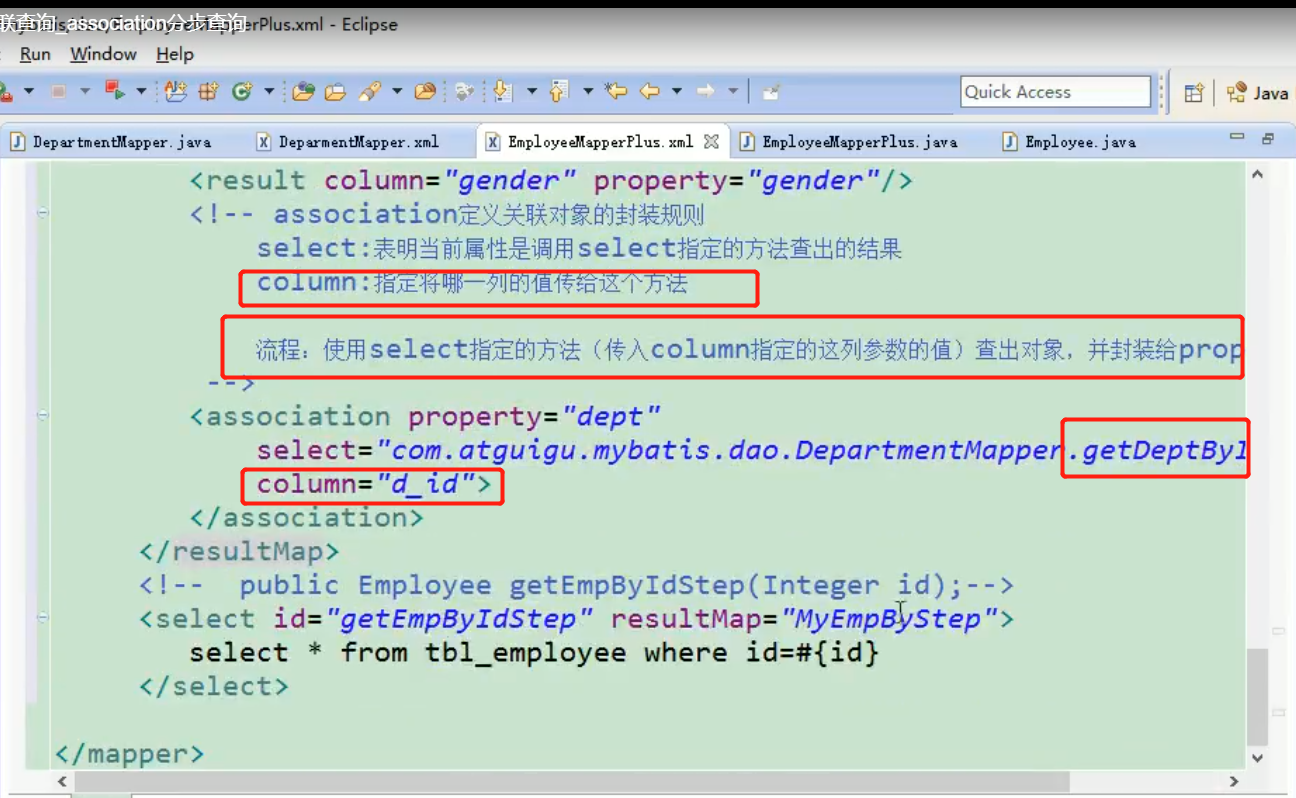 联查询_association分步查询
erPlus.xml - Eclipse
Run Window Help
Quick Access
Java
DepartmentMapper.java DeparmentMapper.xml EmployeeMapperPlus.xml EmployeeMapperPlus.java Employee.java
<result column="gender" property="gender"/>
<!-- association定义关联对象的封装规则
select:表明当前属性是调用select指定的方法查出的结果
column:指定将哪一列的值传给这个方法
流程：使用select指定的方法（传入column指定的这列参数的值）查出对象，并封装给prop
-->
<association property="dept"
select="com.atguigu.mybatis.dao.DepartmentMapper.getDeptByI
column="d_id">
</association>
</resultMap>
<!-- public Employee getEmpByIdStep(Integer id);-->
<select id="getEmpByIdStep" resultMap="MyEmpByStep">
select * from tbl_employee where id=#{id}
</select>
</mapper>